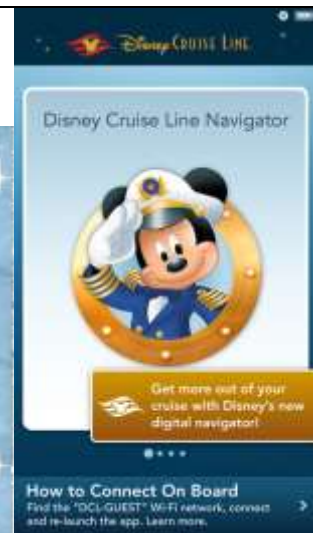 Disney CRUISE LINE
Disney Cruise Line Navigator
Get more out of your
cruise with Disney's new
digital navigator!
How to Connect On Board
Find the "DCL-GUEST" Wi-Fi network, connect
and re-launch the app. Learn more.